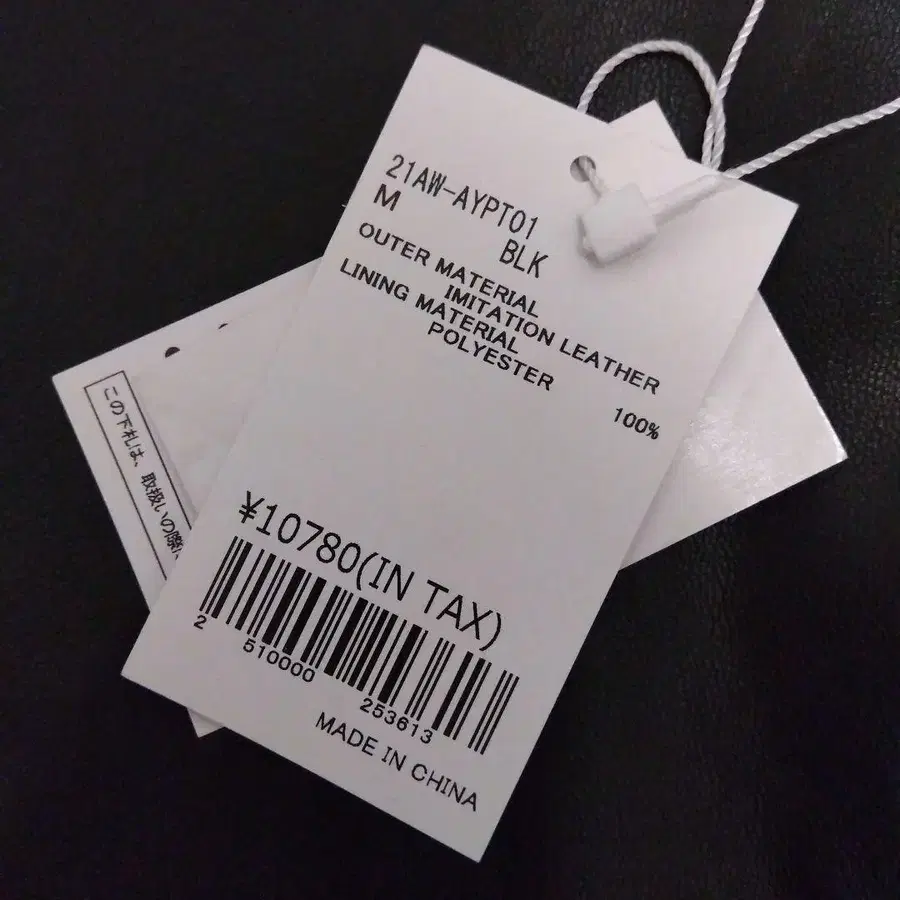 21AW-AYPT01
M
BLK
OUTER MATERIAL
IMITATION LEATHER
LINING MATERIAL
POLYESTER
100%
¥10780(IN TAX)
2 510000 253613
MADE IN CHINA
この下札は、取扱いの際、